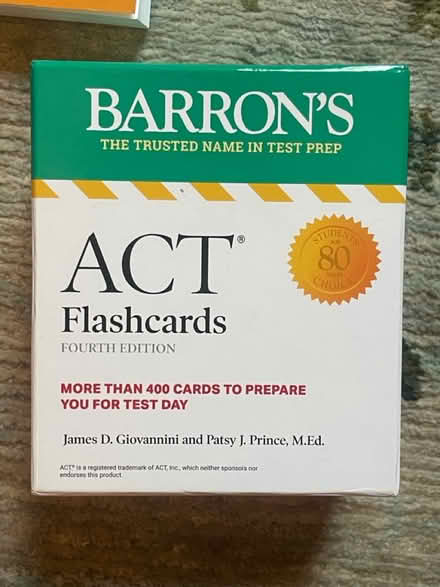 BARRON'S
THE TRUSTED NAME IN TEST PREP
ACT®
Flashcards
FOURTH EDITION
STUDENTS'
80
CHOICE
MORE THAN 400 CARDS TO PREPARE
YOU FOR TEST DAY
James D. Giovannini and Patsy J. Prince, M.Ed.
ACT® is a registered trademark of ACT, Inc., which neither sponsors nor
endorses this product.